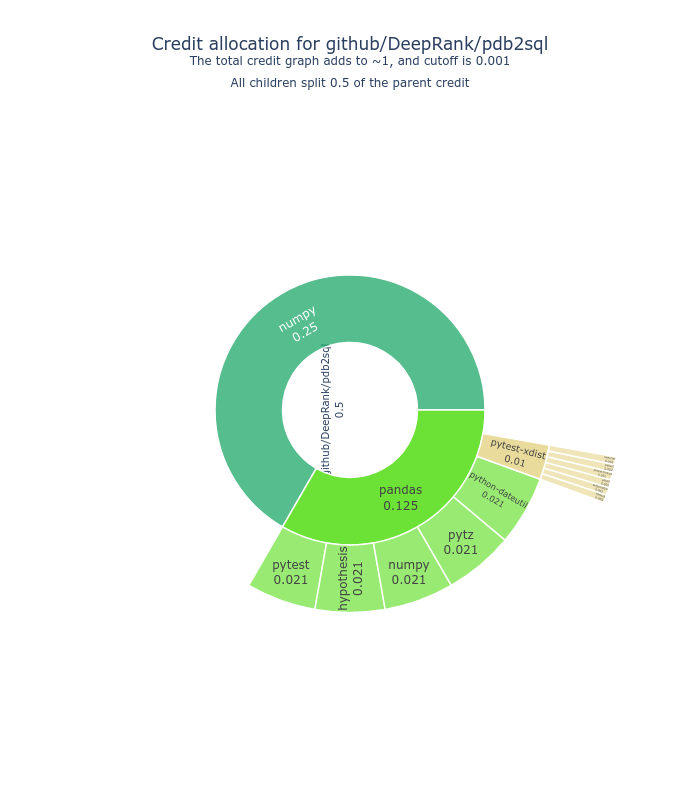 Credit allocation for github/DeepRank/pdb2sql
The total credit graph adds to ~1, and cutoff is 0.001
All children split 0.5 of the parent credit
numpy
0.25
github/DeepRank/pdb2sql
0.5
pandas
0.125
pytest-xdist
0.01
python-dateutil
0.021
pytz
0.021
numpy
0.021
hypothesis
0.021
pytest
0.021